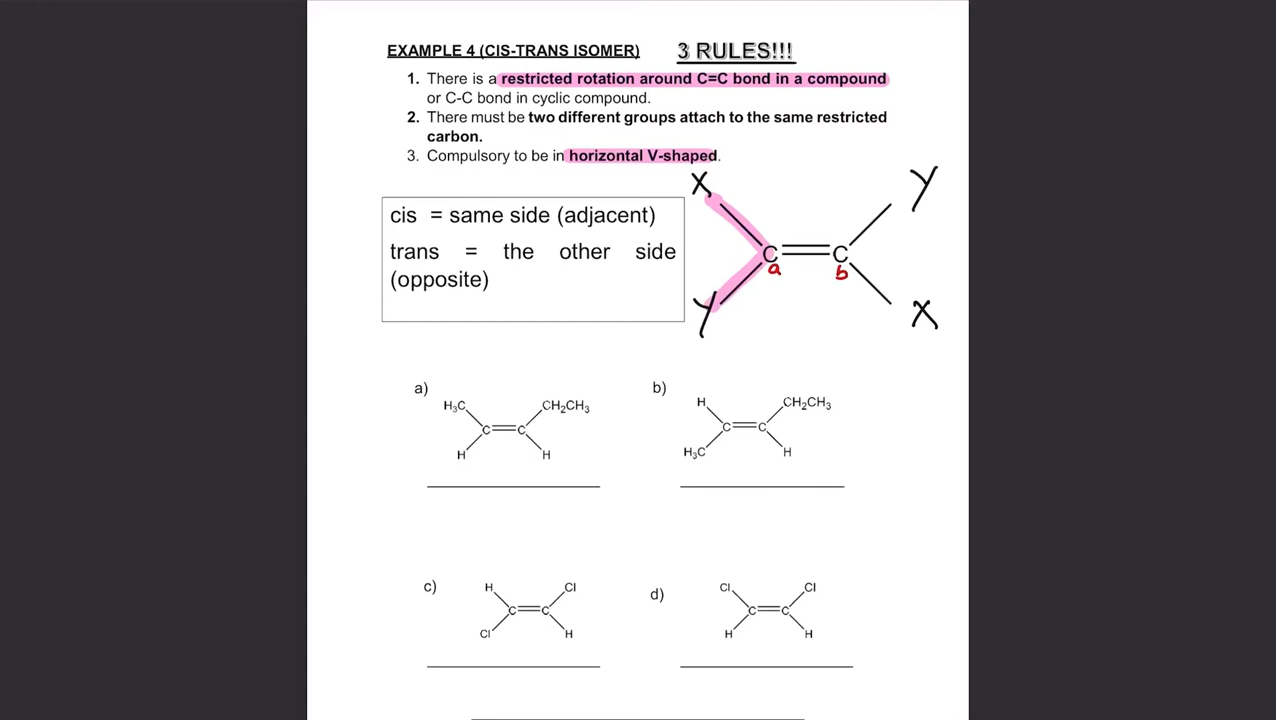 EXAMPLE 4 (CIS-TRANS ISOMER) 3 RULES!!!
1. There is a restricted rotation around C=C bond in a compound
or C-C bond in cyclic compound.
2. There must be two different groups attach to the same restricted
carbon.
3. Compulsory to be in horizontal V-shaped.
cis = same side (adjacent)
trans = the other side
(opposite)
X Y
C C
a b
Y X
a) b)
H₃C CH₂CH₃ H CH₂CH₃
C C C C
H H H₃C H
c) d)
H Cl Cl Cl
C C C C
Cl H H H